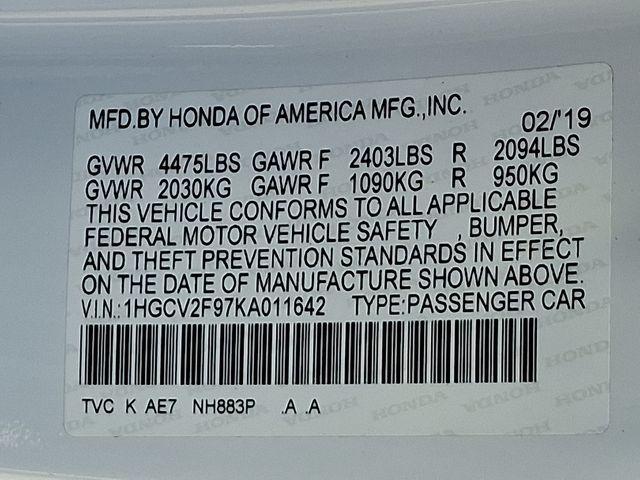 MFD.BY HONDA OF AMERICA MFG.,INC. 02/'19
GVWR 4475LBS GAWR F 2403LBS R 2094LBS
GVWR 2030KG GAWR F 1090KG R 950KG
THIS VEHICLE CONFORMS TO ALL APPLICABLE
FEDERAL MOTOR VEHICLE SAFETY , BUMPER,
AND THEFT PREVENTION STANDARDS IN EFFECT
ON THE DATE OF MANUFACTURE SHOWN ABOVE.
V.I.N.:1HGCV2F97KA011642 TYPE:PASSENGER CAR
TVC K AE7 NH883P .A .A